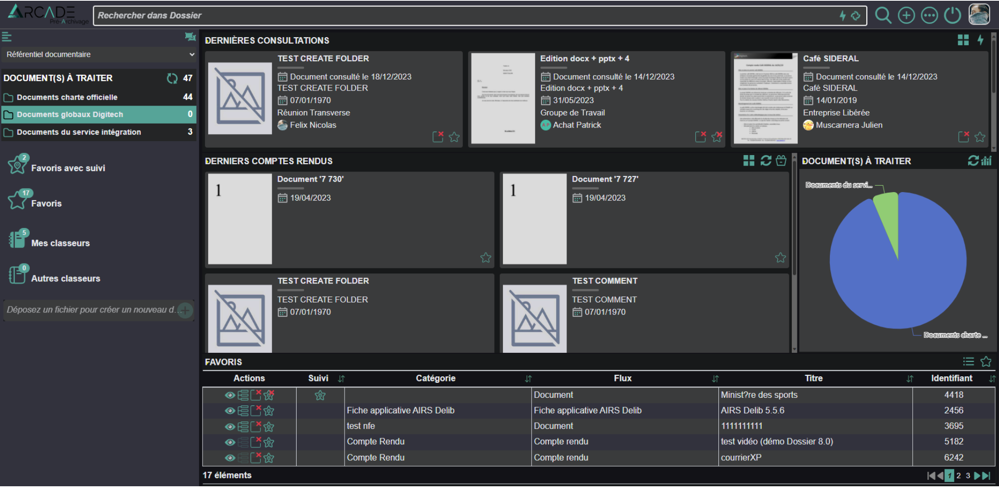 ARCADE
Rechercher dans Dossier
Référentiel documentaire
DOCUMENT(S) À TRAITER 47
Documents charte officielle 44
Documents globaux Digitech 0
Documents du service intégration 3
2
Favoris avec suivi
17
Favoris
5
Mes classeurs
0
Autres classeurs
Déposez un fichier pour créer un nouveau d...
DERNIÈRES CONSULTATIONS
TEST CREATE FOLDER
Document consulté le 18/12/2023
TEST CREATE FOLDER
07/01/1970
Réunion Transverse
Felix Nicolas
Edition docx + pptx + 4
Document consulté le 14/12/2023
Edition docx + pptx + 4
31/05/2023
Groupe de Travail
Achat Patrick
Café SIDERAL
Document consulté le 14/12/2023
Café SIDERAL
14/01/2019
Entreprise Libérée
Muscarnera Julien
DERNIERS COMPTES RENDUS
1
Document '7 730'
19/04/2023
1
Document '7 727'
19/04/2023
TEST CREATE FOLDER
TEST CREATE FOLDER
07/01/1970
TEST COMMENT
TEST COMMENT
07/01/1970
DOCUMENT(S) À TRAITER
Documents du servi...
Documents charte ...
FAVORIS
Actions Suivi Catégorie Flux Titre Identifiant
Document Minist?re des sports 4418
Fiche applicative AIRS Delib Fiche applicative AIRS Delib AIRS Delib 5.5.6 2456
test nfe Document 1111111111 3695
Compte Rendu Compte rendu test vidéo (démo Dossier 8.0) 5182
Compte Rendu Compte rendu courrierXP 6242
17 éléments 1 2 3